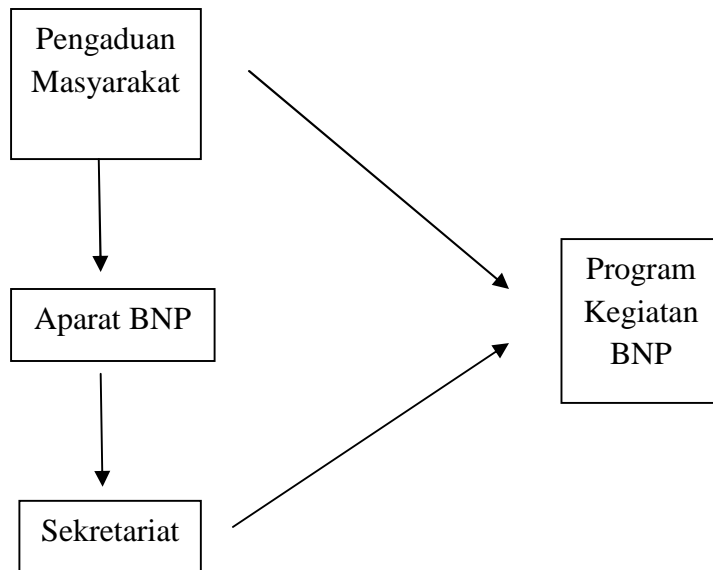 Pengaduan
Masyarakat
Aparat BNP
Sekretariat
Program
Kegiatan
BNP